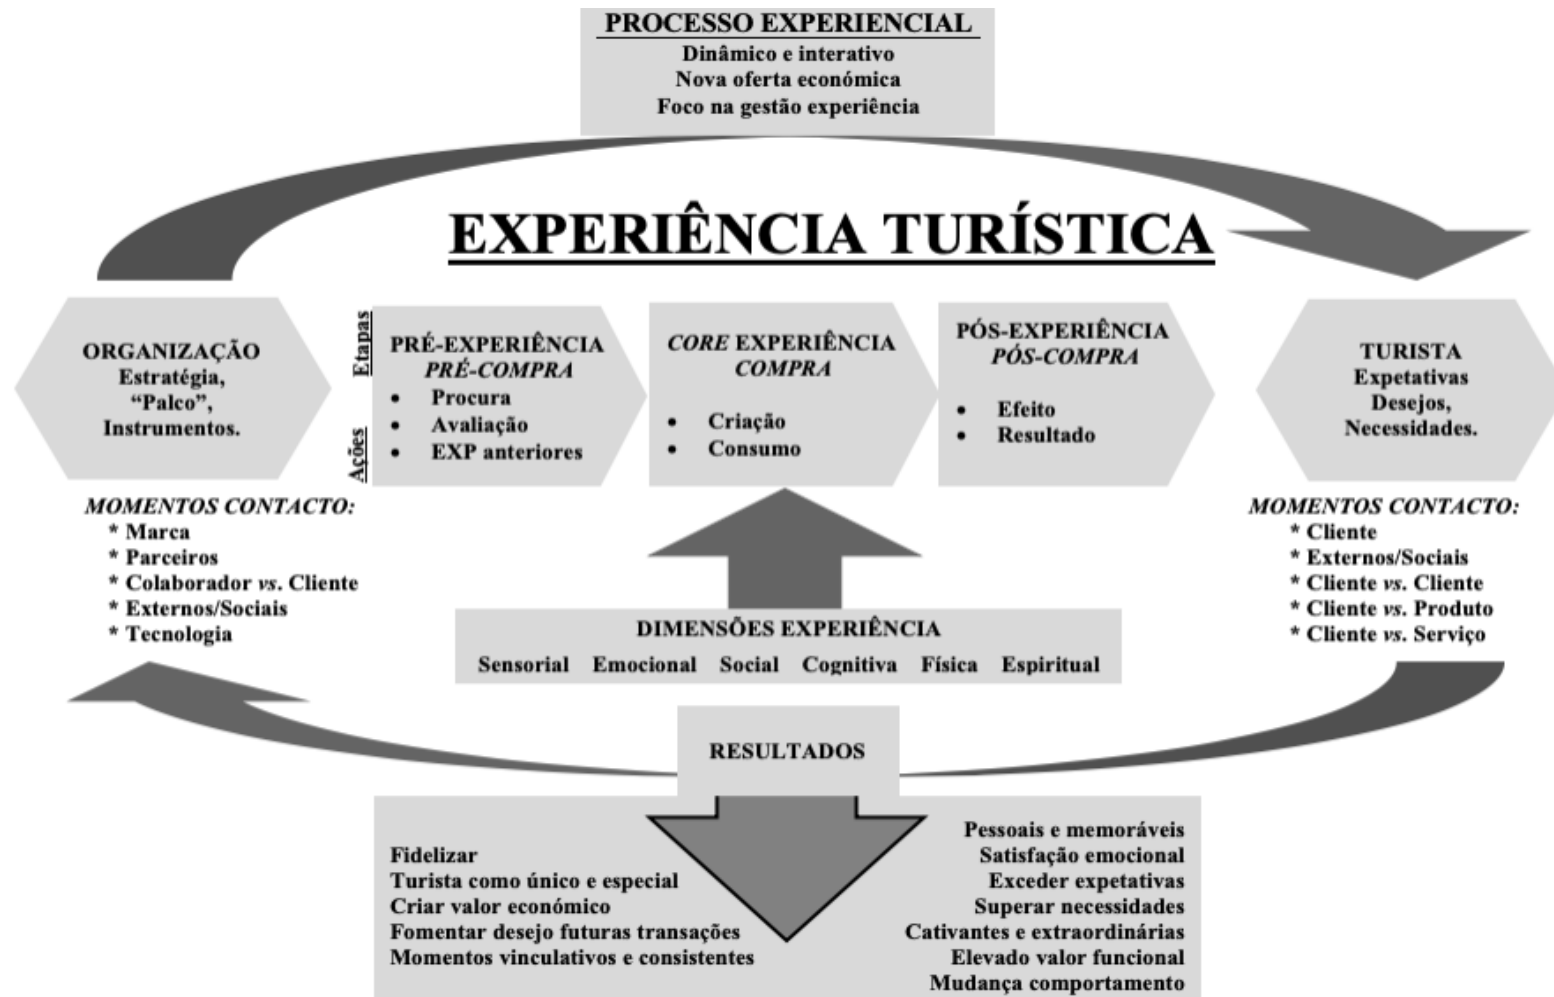 PROCESSO EXPERIENCIAL
Dinâmico e interativo
Nova oferta económica
Foco na gestão experiência
EXPERIÊNCIA TURÍSTICA
ORGANIZAÇÃO
Estratégia,
“Palco”,
Instrumentos.
Etapas
Ações
PRÉ-EXPERIÊNCIA
PRÉ-COMPRA
• Procura
• Avaliação
• EXP anteriores
CORE EXPERIÊNCIA
COMPRA
• Criação
• Consumo
PÓS-EXPERIÊNCIA
PÓS-COMPRA
• Efeito
• Resultado
TURISTA
Expetativas
Desejos,
Necessidades.
MOMENTOS CONTACTO:
* Marca
* Parceiros
* Colaborador vs. Cliente
* Externos/Sociais
* Tecnologia
MOMENTOS CONTACTO:
* Cliente
* Externos/Sociais
* Cliente vs. Cliente
* Cliente vs. Produto
* Cliente vs. Serviço
DIMENSÕES EXPERIÊNCIA
Sensorial Emocional Social Cognitiva Física Espiritual
RESULTADOS
Fidelizar
Turista como único e especial
Criar valor económico
Fomentar desejo futuras transações
Momentos vinculativos e consistentes
Pessoais e memoráveis
Satisfação emocional
Exceder expetativas
Superar necessidades
Cativantes e extraordinárias
Elevado valor funcional
Mudança comportamento